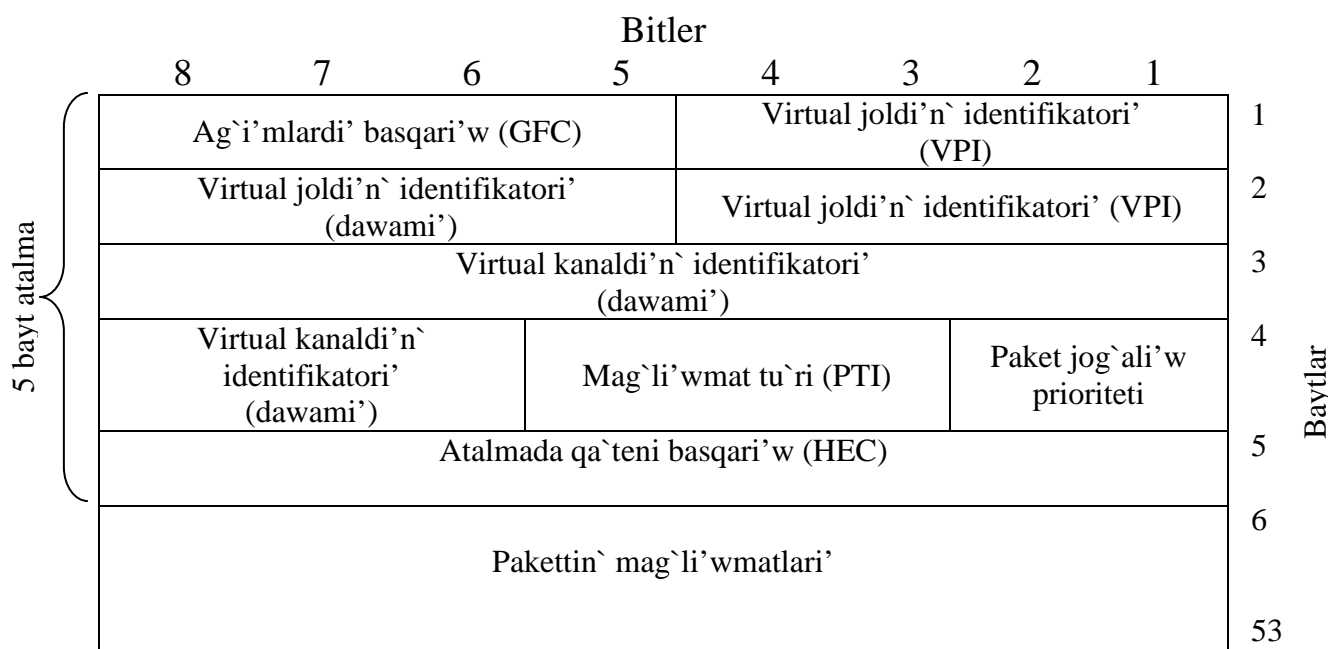 Bitler
8 7 6 5 4 3 2 1
Ag`i’mlardi’ basqari’w (GFC)
Virtual joldi’n` identifikatori’
(VPI)
1
Virtual joldi’n` identifikatori’
(dawami’)
Virtual joldi’n` identifikatori’ (VPI)
2
Virtual kanaldi’n` identifikatori’
(dawami’)
3
Virtual kanaldi’n`
identifikatori’
(dawami’)
Mag`li’wmat tu`ri (PTI)
Paket jog`ali’w
prioriteti
4
Atalmada qa`teni basqari’w (HEC)
5
5 bayt atalma
Pakettin` mag`li’wmatlari’
6
53
Baytlar